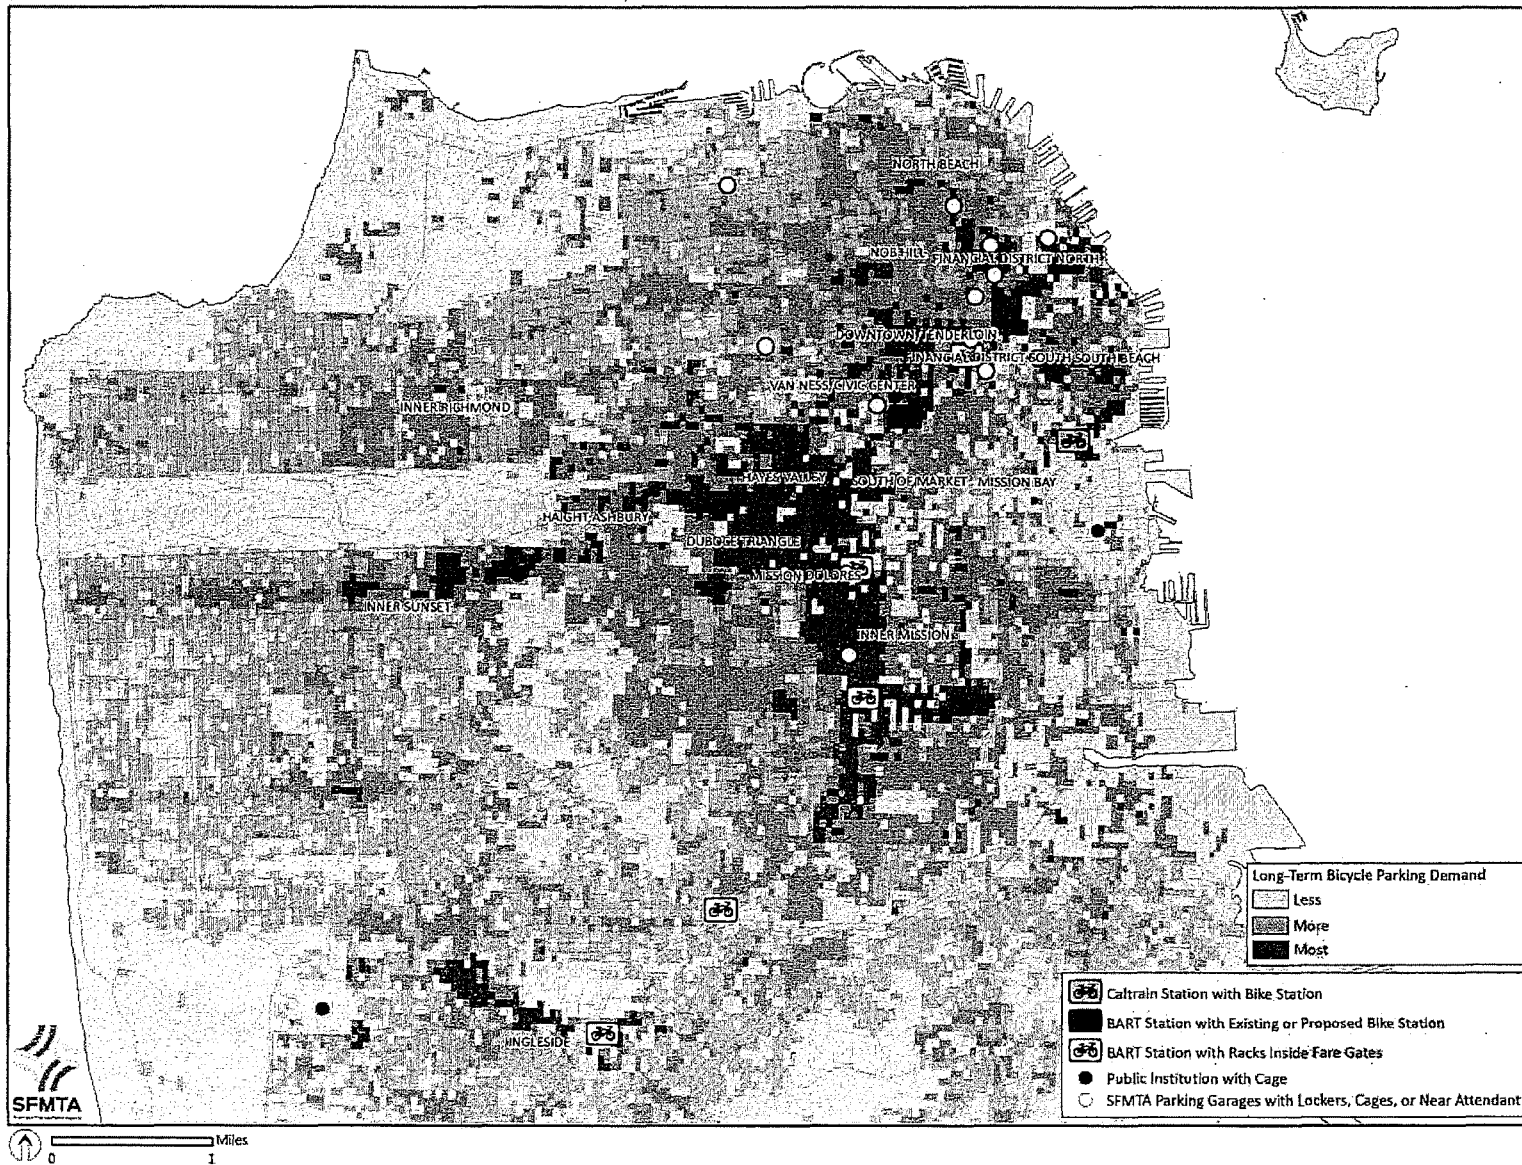 NORTH BEACH
NOB HILL
FINANCIAL DISTRICT NORTH
DOWNTOWN / TENDERLOIN
FINANCIAL DISTRICT SOUTH SOUTH BEACH
VAN NESS/ CIVIC CENTER
INNER RICHMOND
HAYES VALLEY
SOUTH OF MARKET
MISSION BAY
HAIGHT ASHBURY
DUBOCE TRIANGLE
MISSION DOLORES
INNER SUNSET
INNER MISSION
INGLESIDE
Long-Term Bicycle Parking Demand
Less
More
Most
Caltrain Station with Bike Station
BART Station with Existing or Proposed Bike Station
BART Station with Racks Inside Fare Gates
Public Institution with Cage
SFMTA Parking Garages with Lockers, Cages, or Near Attendant
SFMTA
Miles
0 1